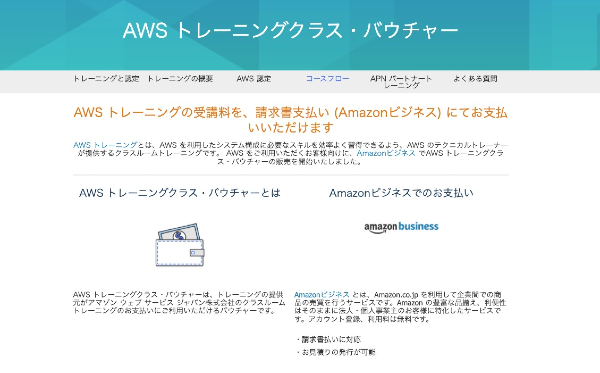 AWS トレーニングクラス・バウチャー
トレーニングと認定 トレーニングの概要 AWS 認定 コースフロー APN パートナート よくある質問
レーニング
AWS トレーニングの受講料を、請求書支払い (Amazonビジネス) にてお支払
いいただけます
AWS トレーニングとは、AWS を利用したシステム構成に必要なスキルを効率よく習得できるよう、AWS のテクニカルトレーナー
が提供するクラスルームトレーニングです。 AWS をご利用いただくお客様向けに、Amazonビジネス でAWS トレーニングクラ
ス・バウチャーの販売を開始いたしました。
AWS トレーニングクラス・バウチャーとは
Amazonビジネスでのお支払い
amazon business
AWS トレーニングクラス・バウチャーは、トレーニングの提供
元がアマゾン ウェブ サービス ジャパン株式会社のクラスルーム
トレーニングのお支払いにご利用いただけるバウチャーです。
Amazonビジネス とは、Amazon.co.jp を利用して企業間での商
品の売買を行うサービスです。Amazon の豊富な品揃え、利便性
はそのままに法人・個人事業主のお客様に特化したサービスで
す。アカウント登録、利用料は無料です。
・請求書払いに対応
・お見積りの発行が可能